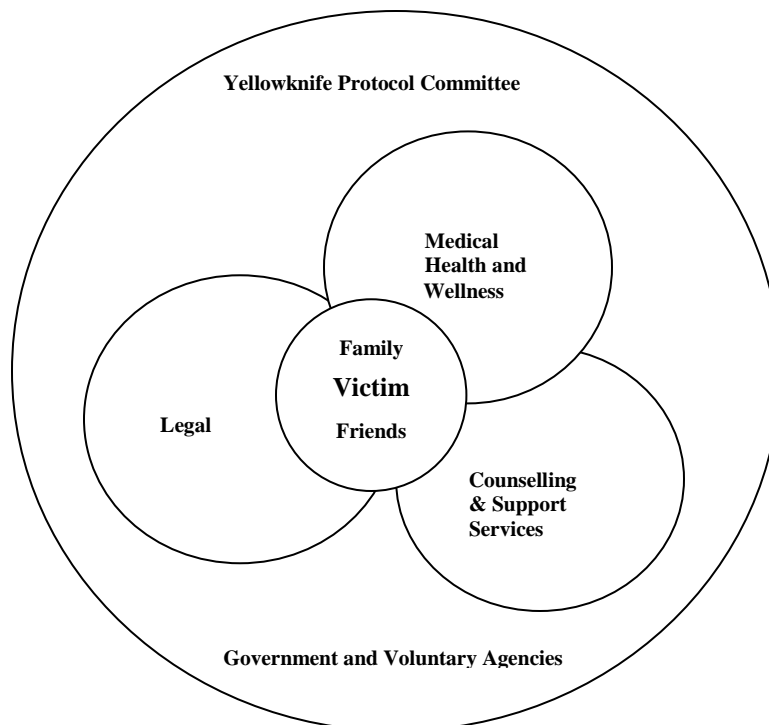 Yellowknife Protocol Committee
Medical
Health and
Wellness
Family
Victim
Friends
Legal
Counselling
& Support
Services
Government and Voluntary Agencies